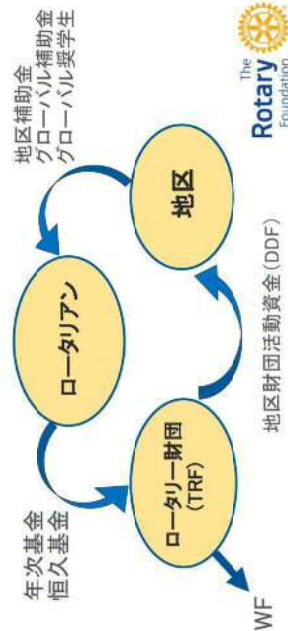 年次基金
恒久基金
ロータリアン
地区補助金
グローバル補助金
グローバル奨学生
ロータリー財団
(TRF)
地区
WF
地区財団活動資金(DDF)
The
Rotary
Foundation